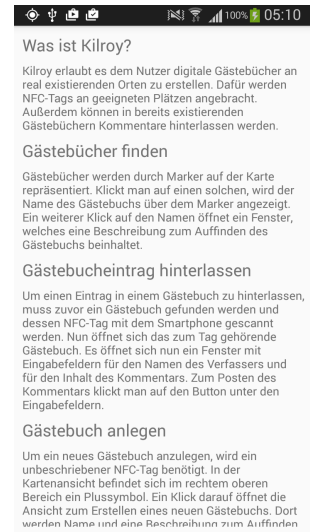 100% 05:10
Was ist Kilroy?
Kilroy erlaubt es dem Nutzer digitale Gästebücher an
real existierenden Orten zu erstellen. Dafür werden
NFC-Tags an geeigneten Plätzen angebracht.
Außerdem können in bereits existierenden
Gästebüchern Kommentare hinterlassen werden.
Gästebücher finden
Gästebücher werden durch Marker auf der Karte
repräsentiert. Klickt man auf einen solchen, wird der
Name des Gästebuchs über dem Marker angezeigt.
Ein weiterer Klick auf den Namen öffnet ein Fenster,
welches eine Beschreibung zum Auffinden des
Gästebuchs beinhaltet.
Gästebucheintrag hinterlassen
Um einen Eintrag in einem Gästebuch zu hinterlassen,
muss zuvor ein Gästebuch gefunden werden und
dessen NFC-Tag mit dem Smartphone gescannt
werden. Nun öffnet sich das zum Tag gehörende
Gästebuch. Es öffnet sich nun ein Fenster mit
Eingabefeldern für den Namen des Verfassers und
für den Inhalt des Kommentars. Zum Posten des
Kommentars klickt man auf den Button unter den
Eingabefeldern.
Gästebuch anlegen
Um ein neues Gästebuch anzulegen, wird ein
unbeschriebener NFC-Tag benötigt. In der
Kartenansicht befindet sich im rechtem oberen
Bereich ein Plussymbol. Ein Klick darauf öffnet die
Ansicht zum Erstellen eines neuen Gästebuchs. Dort
werden Name und eine Beschreibung zum Auffinden